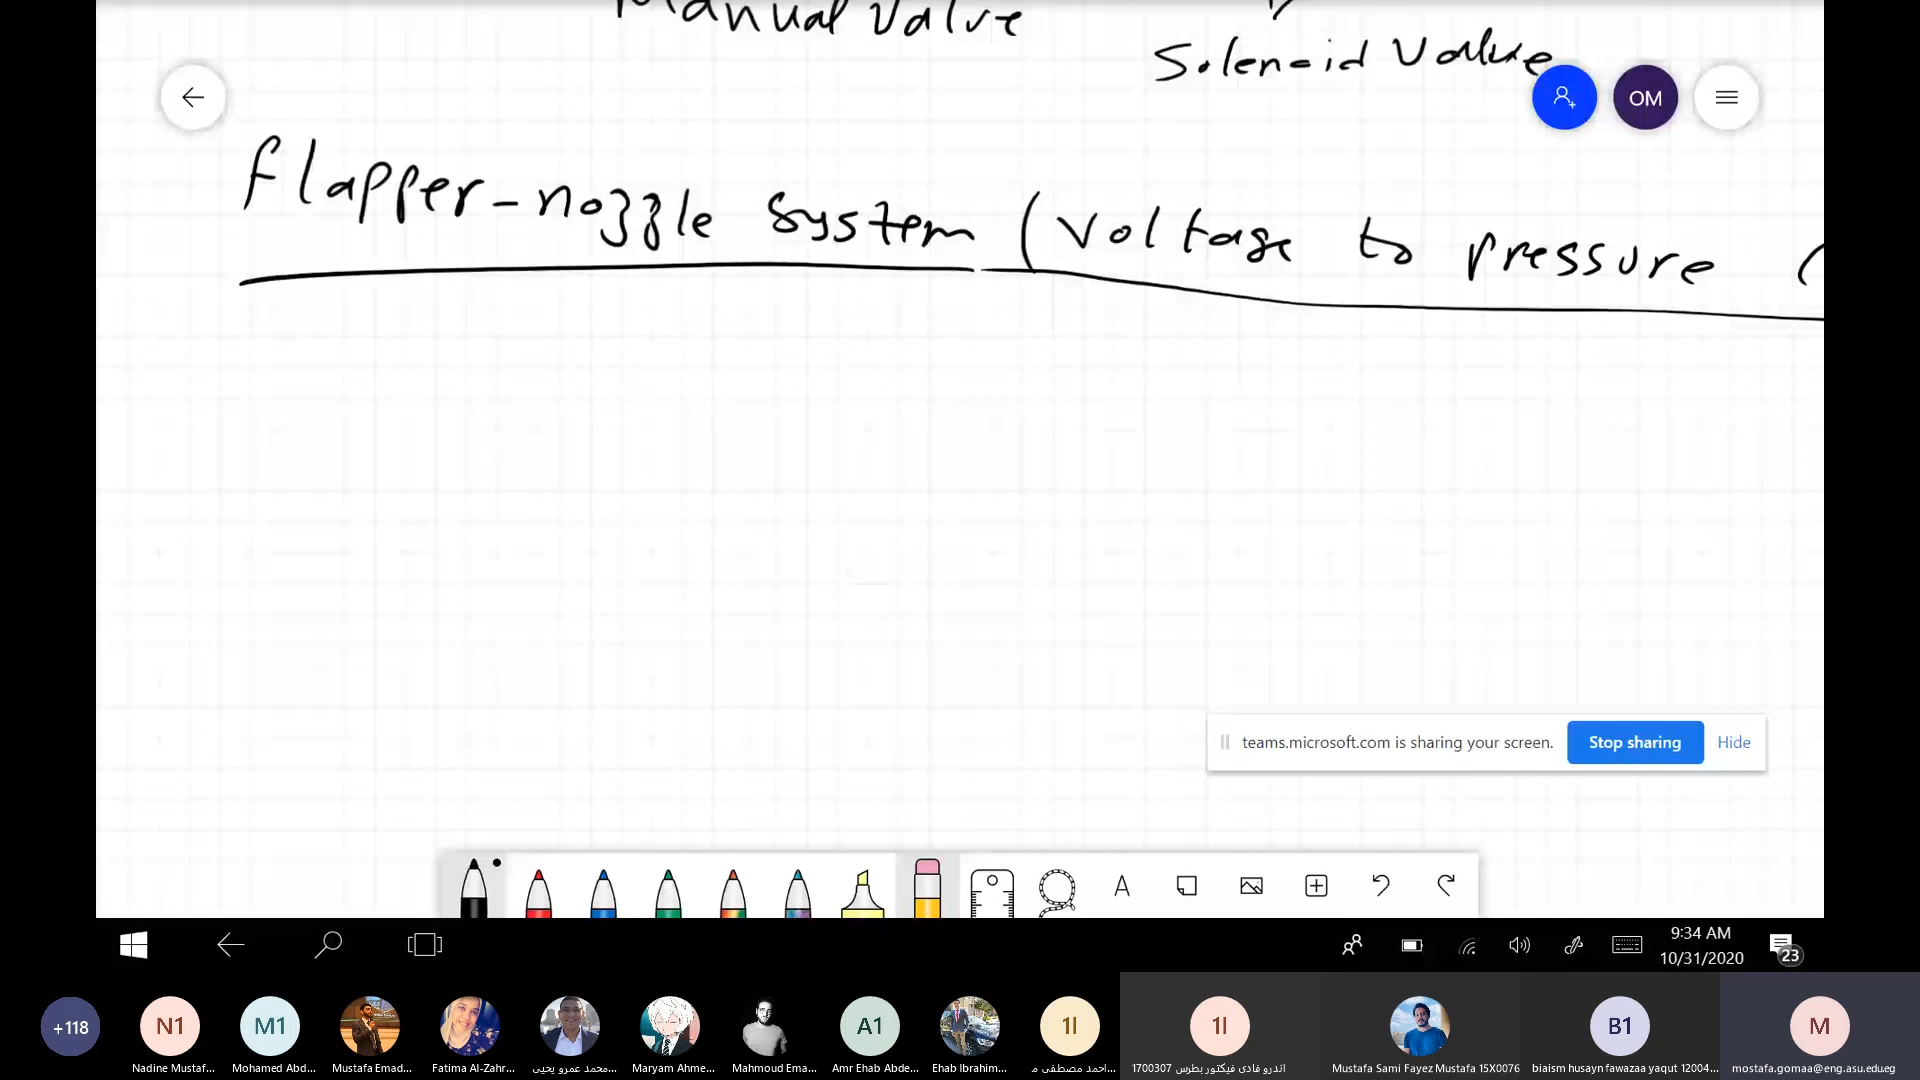 Manual Valve
Solenoid Valve
OM
flapper-nozzle system (Voltage to pressure (
teams.microsoft.com is sharing your screen.
Stop sharing
Hide
A
9:34 AM
10/31/2020
23
+118
N1
M1
A1
1l
1l
B1
M
Nadine Mustaf...
Mohamed Abd...
Mustafa Emad...
Fatima Al-Zahr...
محمد عمرو يحيى...
Maryam Ahme...
Mahmoud Ema...
Amr Ehab Abde...
Ehab Ibrahim...
احمد مصطفى م...
1700307 اندرو فادى فيكتور بطرس
Mustafa Sami Fayez Mustafa 15X0076
biaism husayn fawazaa yaqut 12004...
mostafa.gomaa@eng.asu.edu.eg